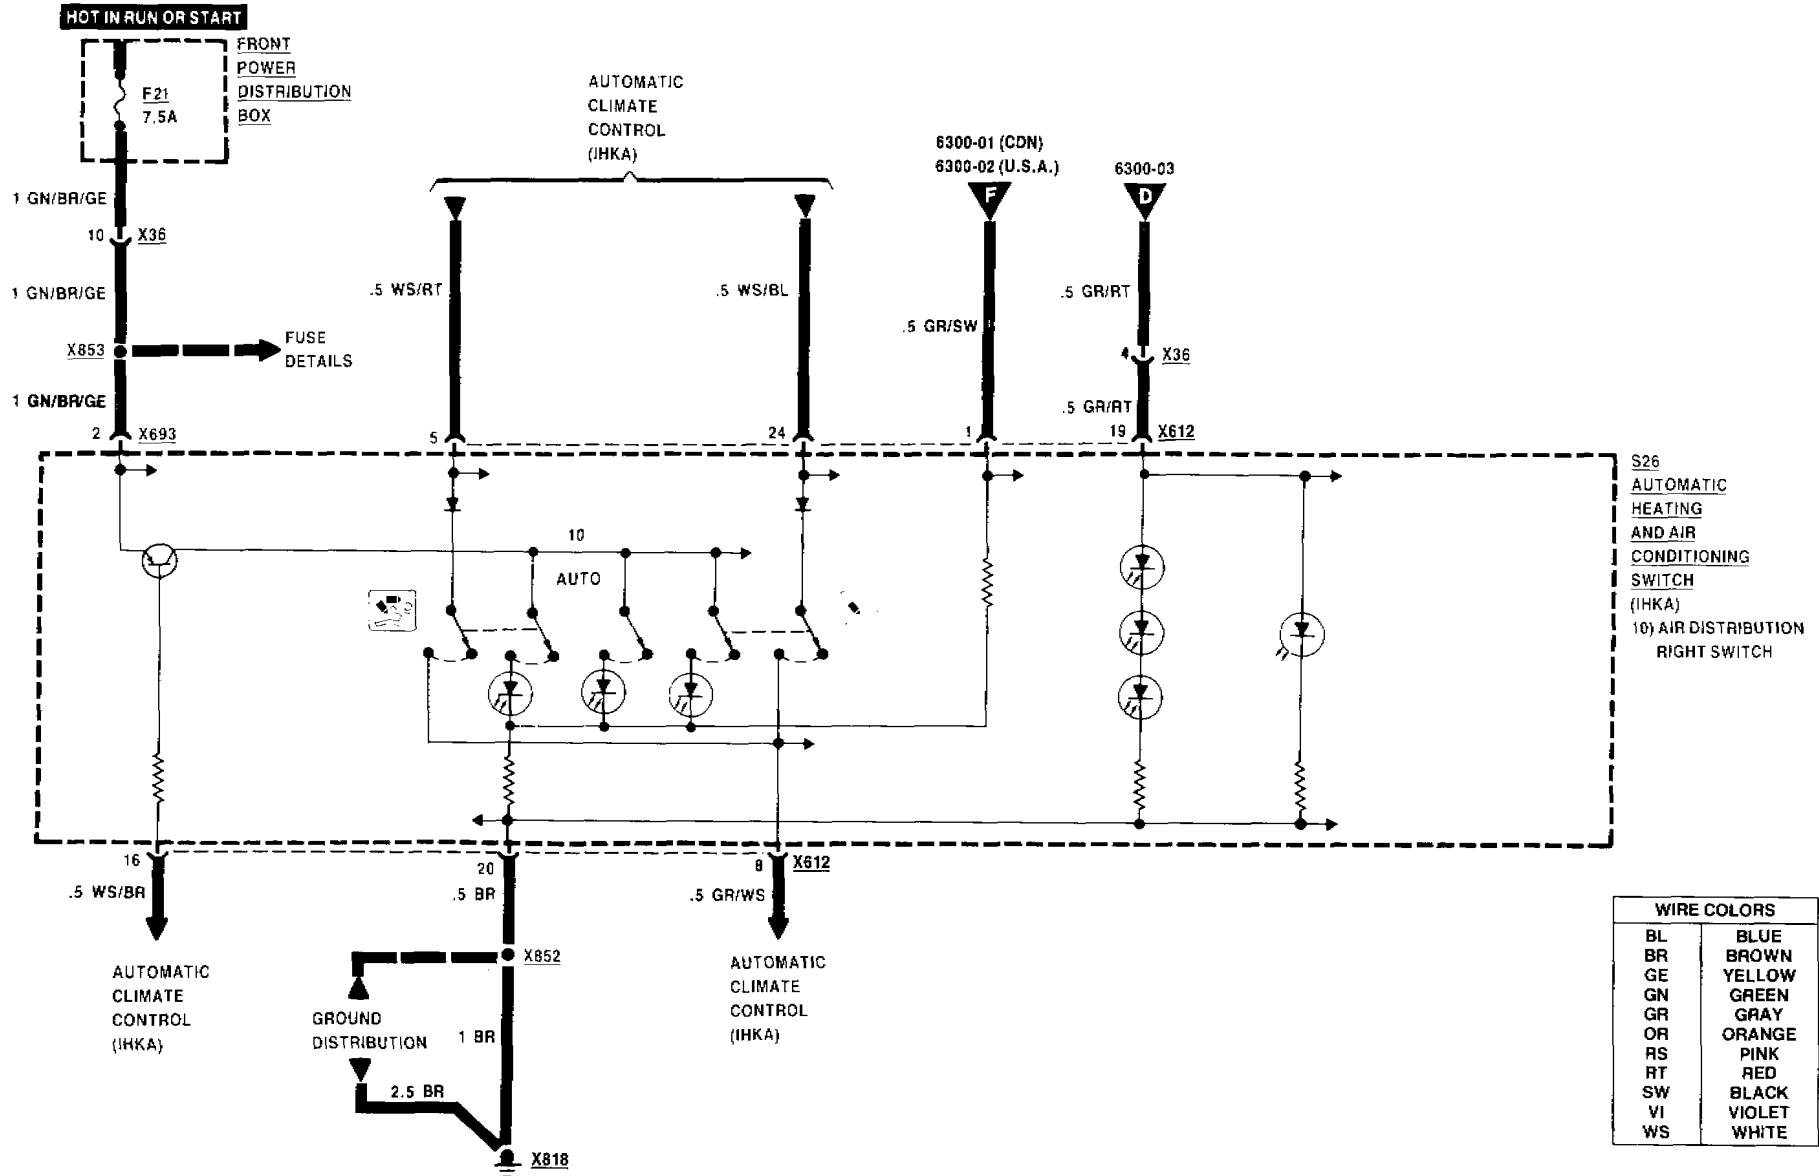 HOT IN RUN OR START
FRONT
POWER
DISTRIBUTION
BOX
F21
7.5A
1 GN/BR/GE
10 X36
1 GN/BR/GE
X853
FUSE
DETAILS
1 GN/BR/GE
2 X693
AUTOMATIC
CLIMATE
CONTROL
(IHKA)
.5 WS/RT
.5 WS/BL
6300-01 (CDN)
6300-02 (U.S.A.)
F
6300-03
D
.5 GR/SW
.5 GR/RT
4 X36
.5 GR/RT
5
24
1
19 X612
S26
AUTOMATIC
HEATING
AND AIR
CONDITIONING
SWITCH
(IHKA)
10) AIR DISTRIBUTION
RIGHT SWITCH
10
AUTO
16
20
8 X612
.5 WS/BR
.5 BR
.5 GR/WS
AUTOMATIC
CLIMATE
CONTROL
(IHKA)
X852
GROUND
DISTRIBUTION
1 BR
2.5 BR
X818
AUTOMATIC
CLIMATE
CONTROL
(IHKA)
WIRE COLORS
BL BLUE
BR BROWN
GE YELLOW
GN GREEN
GR GRAY
OR ORANGE
RS PINK
RT RED
SW BLACK
VI VIOLET
WS WHITE